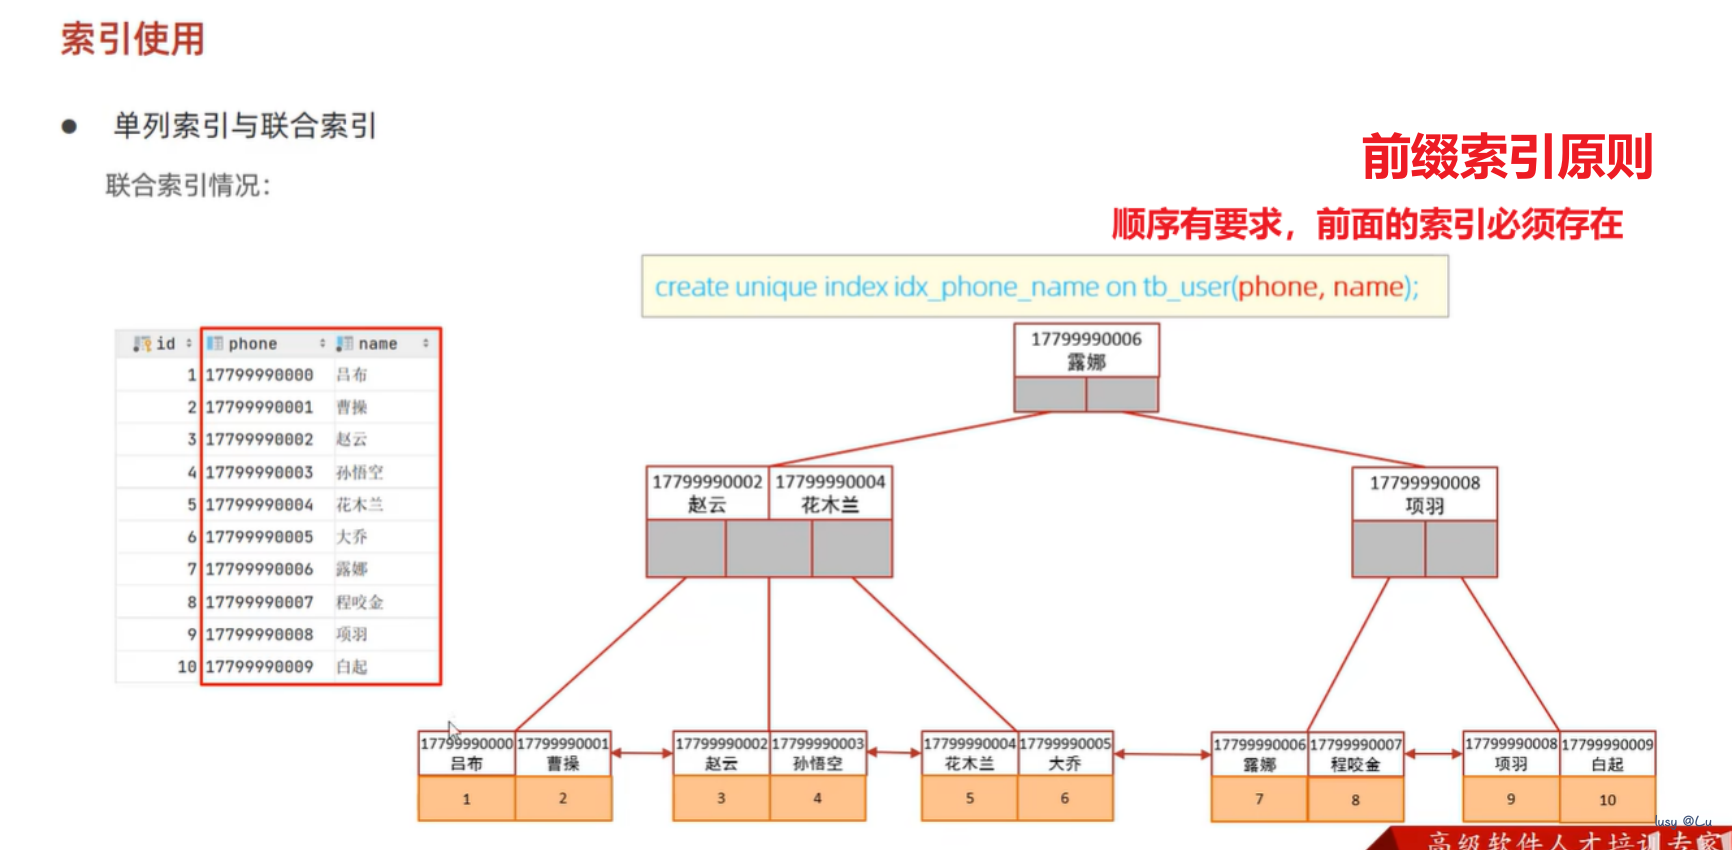 索引使用
● 单列索引与联合索引
前缀索引原则
联合索引情况：
顺序有要求，前面的索引必须存在
create unique index idx_phone_name on tb_user(phone, name);
id phone name
1 17799990000 吕布
2 17799990001 曹操
3 17799990002 赵云
4 17799990003 孙悟空
5 17799990004 花木兰
6 17799990005 大乔
7 17799990006 露娜
8 17799990007 程咬金
9 17799990008 项羽
10 17799990009 白起
17799990006
露娜
17799990002 17799990004
赵云 花木兰
17799990008
项羽
17799990000 17799990001
吕布 曹操
1 2
17799990002 17799990003
赵云 孙悟空
3 4
17799990004 17799990005
花木兰 大乔
5 6
17799990006 17799990007
露娜 程咬金
7 8
17799990008 17799990009
项羽 白起
9 10
高级软件人才培训专家